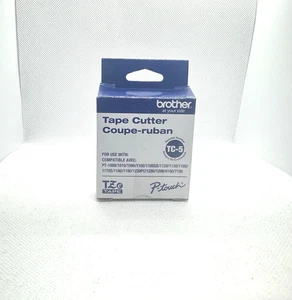 brother
at your side
Tape Cutter
Coupe-ruban
TC-5
FOR USE WITH:
COMPATIBLE AVEC:
TZe
TAPE
P-touch